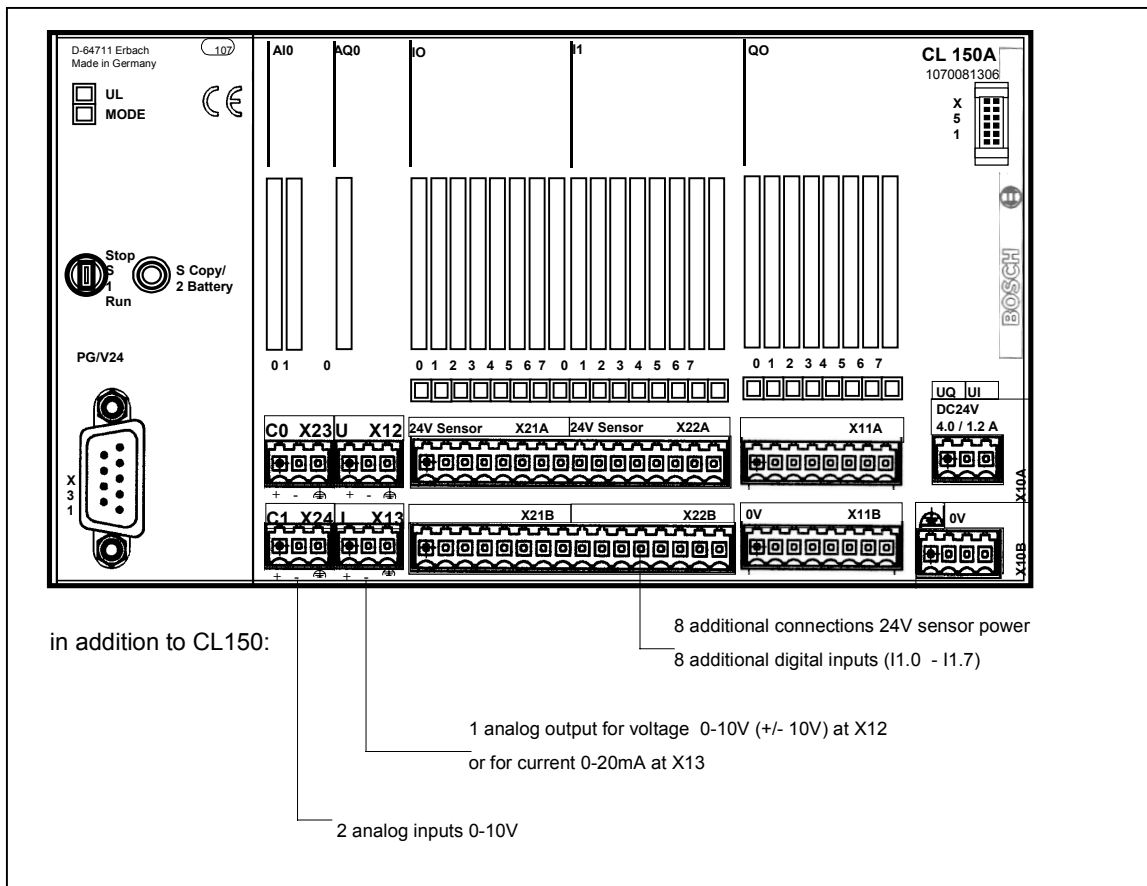 D-64711 Erbach 107
Made in Germany
UL
MODE
CE
AI0
AQ0
IO
I1
QO
CL 150A
1070081306
X
5
1
Stop
S
1
Run
S Copy/
2 Battery
BOSCH
PG/V24
X
3
1
0 1 0
0 1 2 3 4 5 6 7 0 1 2 3 4 5 6 7
0 1 2 3 4 5 6 7
UQ UI
DC24V
4.0 / 1.2 A
X10A
C0 X23 U X12 24V Sensor X21A 24V Sensor X22A X11A
+ - + -
C1 X24 I X13 X21B X22B 0V X11B 0V
X10B
+ - + -
in addition to CL150:
8 additional connections 24V sensor power
8 additional digital inputs (I1.0 - I1.7)
1 analog output for voltage 0-10V (+/- 10V) at X12
or for current 0-20mA at X13
2 analog inputs 0-10V